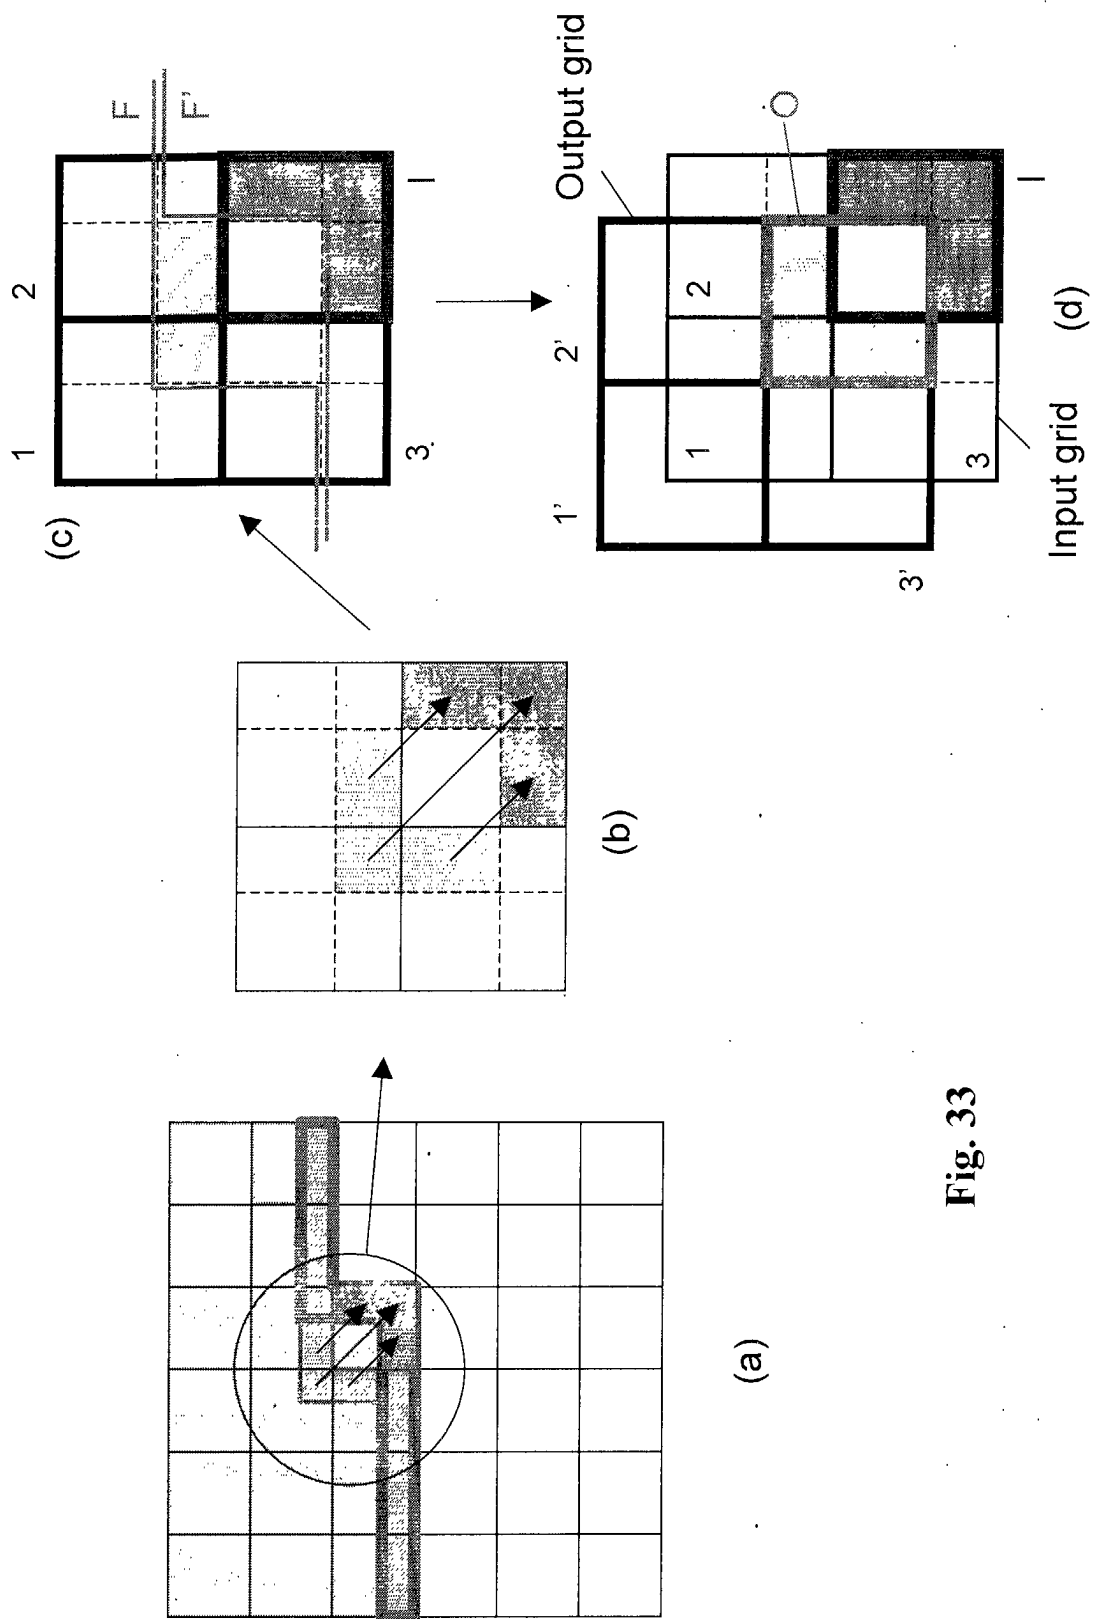 (a)
(b)
(c)
1
2
3
F
F'
I
Output grid
1'
2'
3'
1
2
3
O
I
Input grid
(d)
Fig. 33